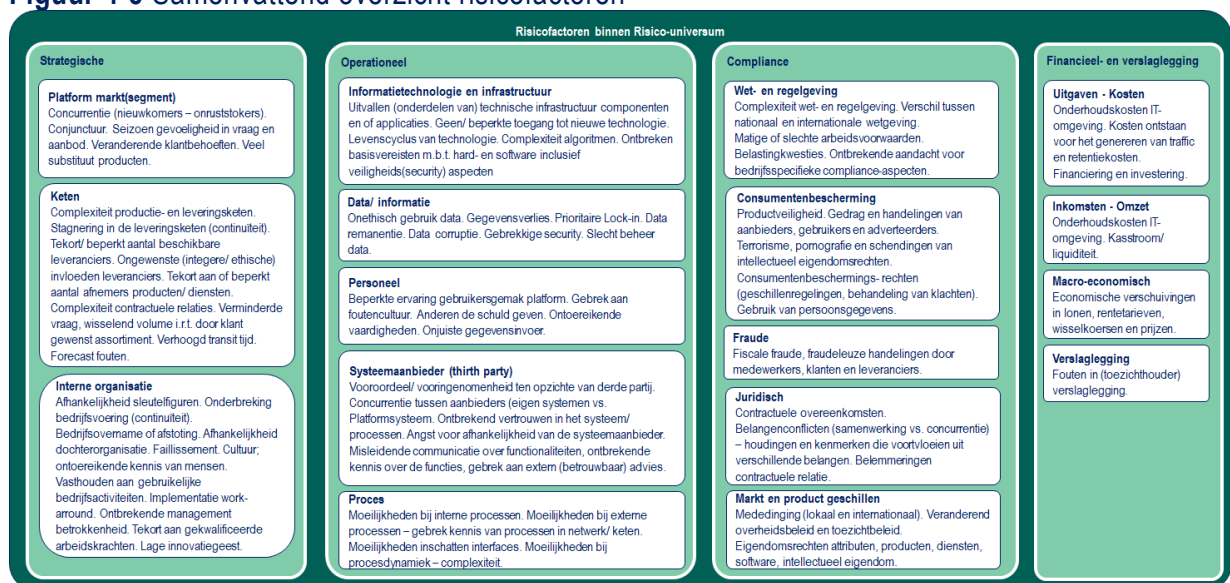 Figuur 4-8 Samenvattend overzicht risicofactoren
Risicofactoren binnen Risico-universum
Strategische
Platform markt(segment)
Concurrentie (nieuwkomers – onruststokers).
Conjunctuur. Seizoen gevoeligheid in vraag en
aanbod. Veranderende klantbehoeften. Veel
substituut producten.
Keten
Complexiteit productie- en leveringsketen.
Stagnering in de leveringsketen (continuïteit).
Tekort/ beperkt aantal beschikbare
leveranciers. Ongewenste (integere/ ethische)
invloeden leveranciers. Tekort aan of beperkt
aantal afnemers producten/ diensten.
Complexiteit contractuele relaties. Verminderde
vraag, wisselend volume i.r.t. door klant
gewenst assortiment. Verhoogd transit tijd.
Forecast fouten.
Interne organisatie
Afhankelijkheid sleutelfiguren. Onderbreking
bedrijfsvoering (continuïteit).
Bedrijfsovername of afstoting. Afhankelijkheid
dochterorganisatie. Faillissement. Cultuur;
ontoereikende kennis van mensen.
Vasthouden aan gebruikelijke
bedrijfsactiviteiten. Implementatie work-
arround. Ontbrekende management
betrokkenheid. Tekort aan gekwalificeerde
arbeidskrachten. Lage innovatiegeest.
Operationeel
Informatietechnologie en infrastructuur
Uitvallen (onderdelen van) technische infrastructuur componenten
en of applicaties. Geen/ beperkte toegang tot nieuwe technologie.
Levenscyclus van technologie. Complexiteit algoritmen. Ontbreken
basisvereisten m.b.t. hard- en software inclusief
veiligheids(security) aspecten
Data/ informatie
Onethisch gebruik data. Gegevensverlies. Prioritaire Lock-in. Data
remanentie. Data corruptie. Gebrekkige security. Slecht beheer
data.
Personeel
Beperkte ervaring gebruikersgemak platform. Gebrek aan
foutencultuur. Anderen de schuld geven. Ontoereikende
vaardigheden. Onjuiste gegevensinvoer.
Systeemaanbieder (thirth party)
Vooroordeel/ vooringenomenheid ten opzichte van derde partij.
Concurrentie tussen aanbieders (eigen systemen vs.
Platformsysteem. Ontbrekend vertrouwen in het systeem/
processen. Angst voor afhankelijkheid van de systeemaanbieder.
Misleidende communicatie over functionaliteiten, ontbrekende
kennis over de functies, gebrek aan extern (betrouwbaar) advies.
Proces
Moeilijkheden bij interne processen. Moeilijkheden bij externe
processen – gebrek kennis van processen in netwerk/ keten.
Moeilijkheden inschatten interfaces. Moeilijkheden bij
procesdynamiek – complexiteit.
Compliance
Wet- en regelgeving
Complexiteit wet- en regelgeving. Verschil tussen
nationaal en internationale wetgeving.
Matige of slechte arbeidsvoorwaarden.
Belastingkwesties. Ontbrekende aandacht voor
bedrijfsspecifieke compliance-aspecten.
Consumentenbescherming
Productveiligheid. Gedrag en handelingen van
aanbieders, gebruikers en adverteerders.
Terrorisme, pornografie en schendingen van
intellectueel eigendomsrechten.
Consumentenbeschermings- rechten
(geschillenregelingen, behandeling van klachten).
Gebruik van persoonsgegevens.
Fraude
Fiscale fraude, fraudeleuze handelingen door
medewerkers, klanten en leveranciers.
Juridisch
Contractuele overeenkomsten.
Belangenconflicten (samenwerking vs. concurrentie)
– houdingen en kenmerken die voortvloeien uit
verschillende belangen. Belemmeringen
contractuele relatie.
Markt en product geschillen
Mededinging (lokaal en internationaal). Veranderend
overheidsbeleid en toezichtbeleid.
Eigendomsrechten attributen, producten, diensten,
software, intellectueel eigendom.
Financieel- en verslaglegging
Uitgaven - Kosten
Onderhoudskosten IT-
omgeving. Kosten ontstaan
voor het genereren van traffic
en retentiekosten.
Financiering en investering.
Inkomsten - Omzet
Onderhoudskosten IT-
omgeving. Kasstroom/
liquiditeit.
Macro-economisch
Economische verschuivingen
in lonen, rentetarieven,
wisselkoersen en prijzen.
Verslaglegging
Fouten in (toezichthouder)
verslaglegging.